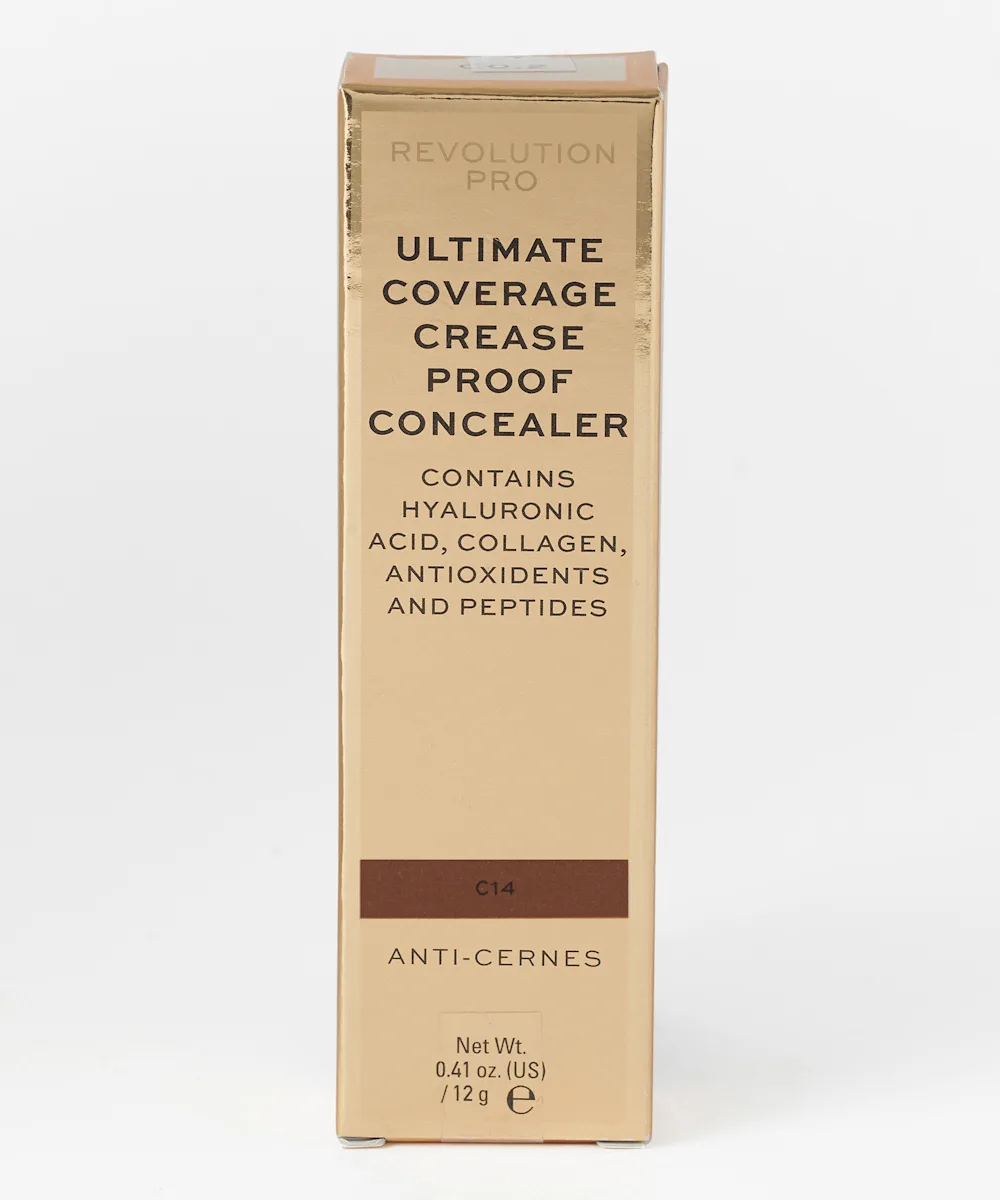 REVOLUTION
PRO
ULTIMATE
COVERAGE
CREASE
PROOF
CONCEALER
CONTAINS
HYALURONIC
ACID, COLLAGEN,
ANTIOXIDENTS
AND PEPTIDES
C14
ANTI-CERNES
Net Wt.
0.41 oz. (US)
/ 12 g ℮